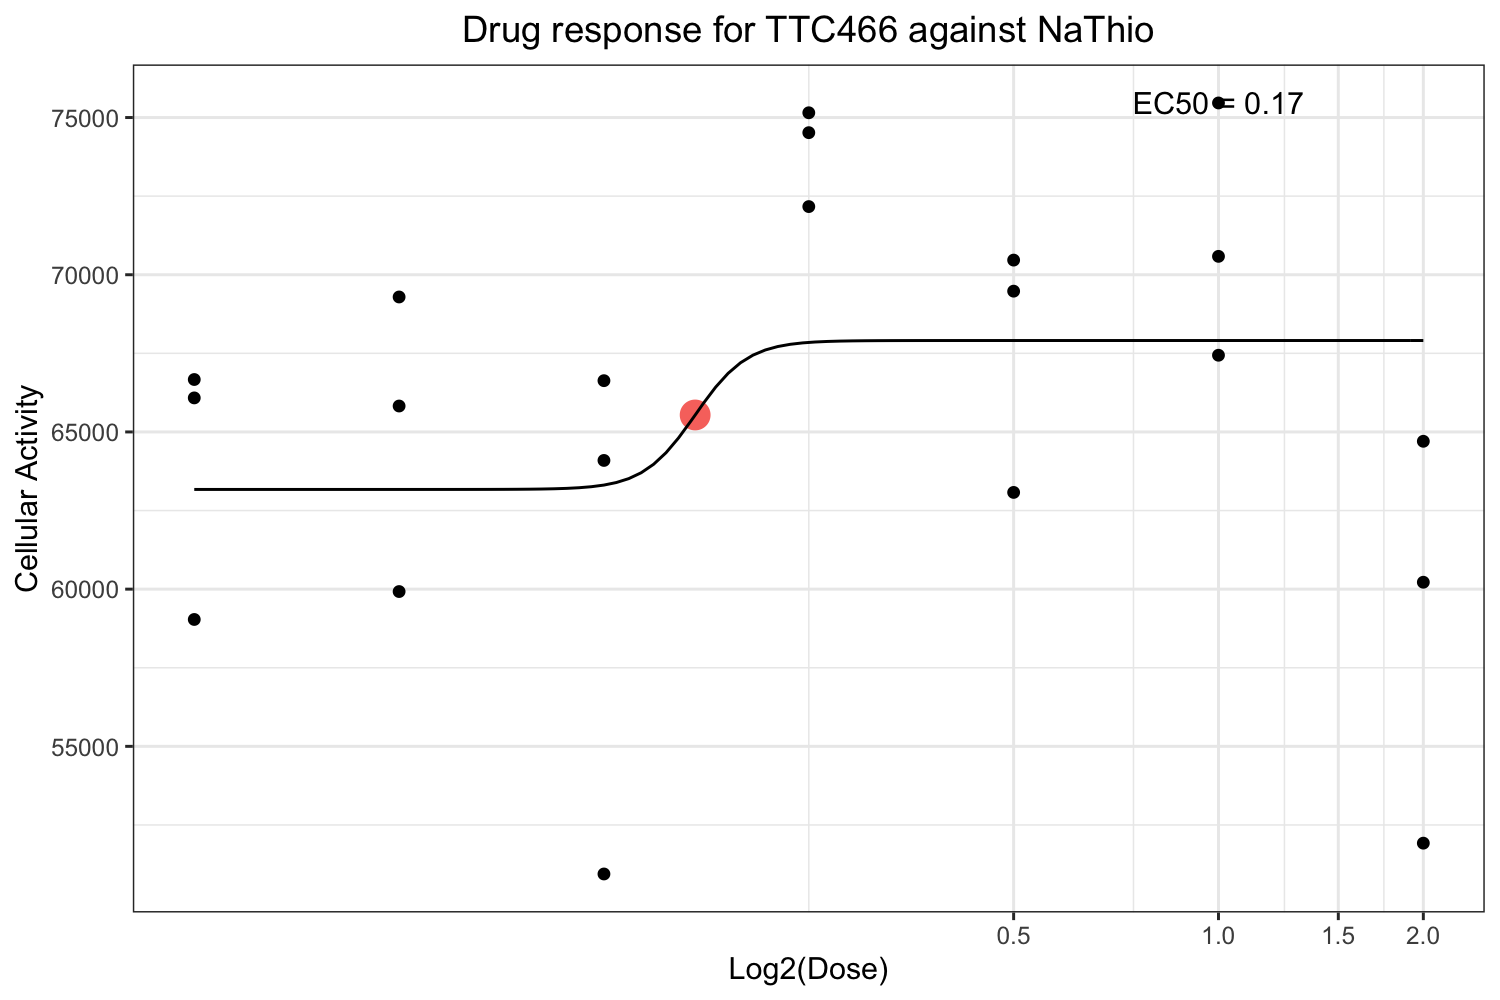 Drug response for TTC466 against NaThio
EC50 = 0.17
75000
70000
65000
60000
55000
Cellular Activity
0.5 1.0 1.5 2.0
Log2(Dose)